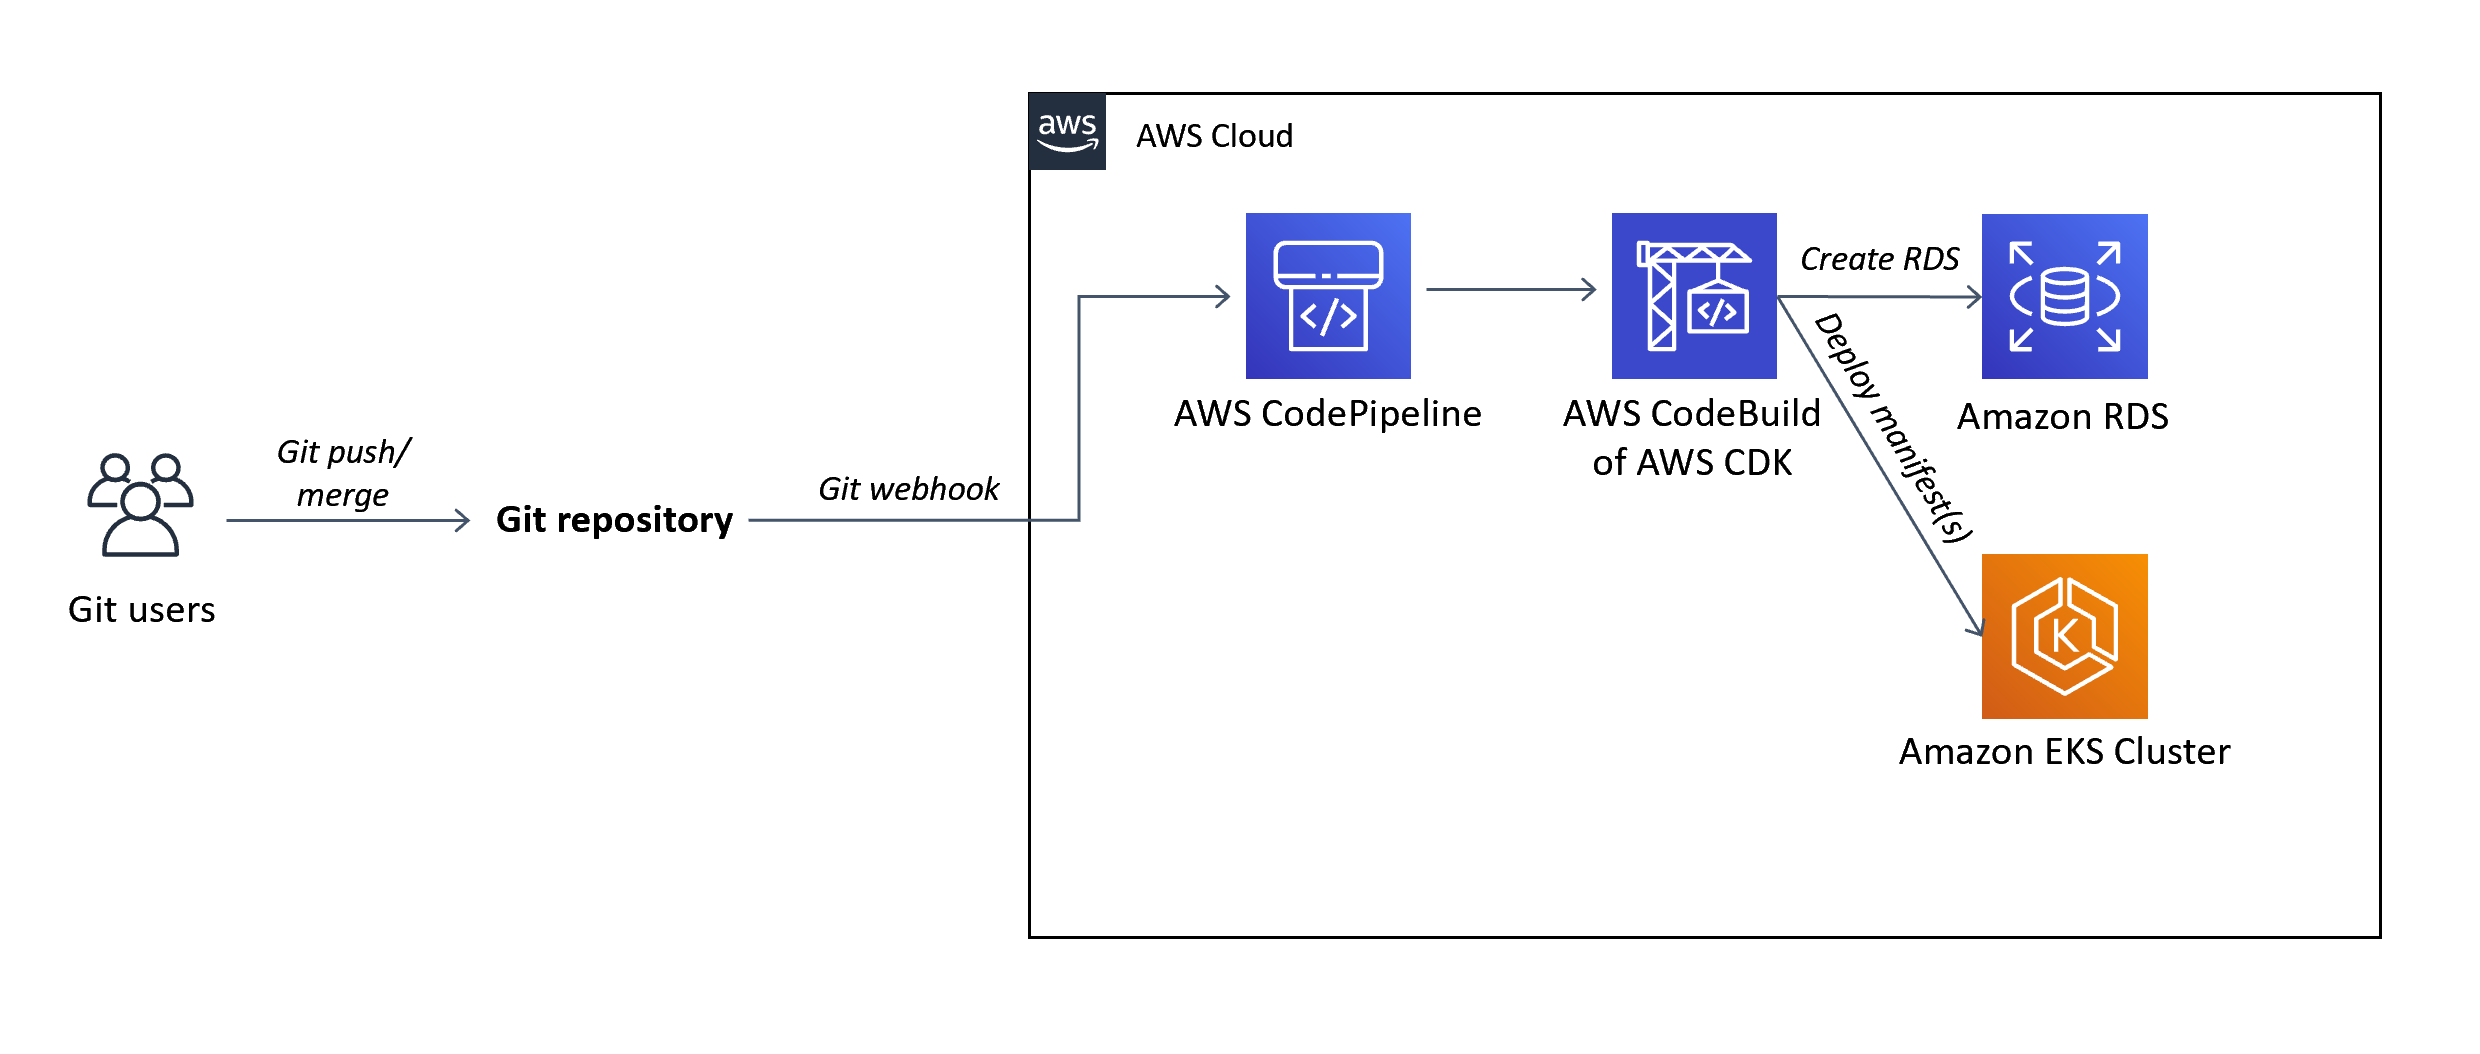 aws
AWS Cloud
Create RDS
Deploy manifest(s)
AWS CodePipeline
AWS CodeBuild
of AWS CDK
Amazon RDS
Git push/
merge
Git webhook
Git repository
Git users
K
Amazon EKS Cluster